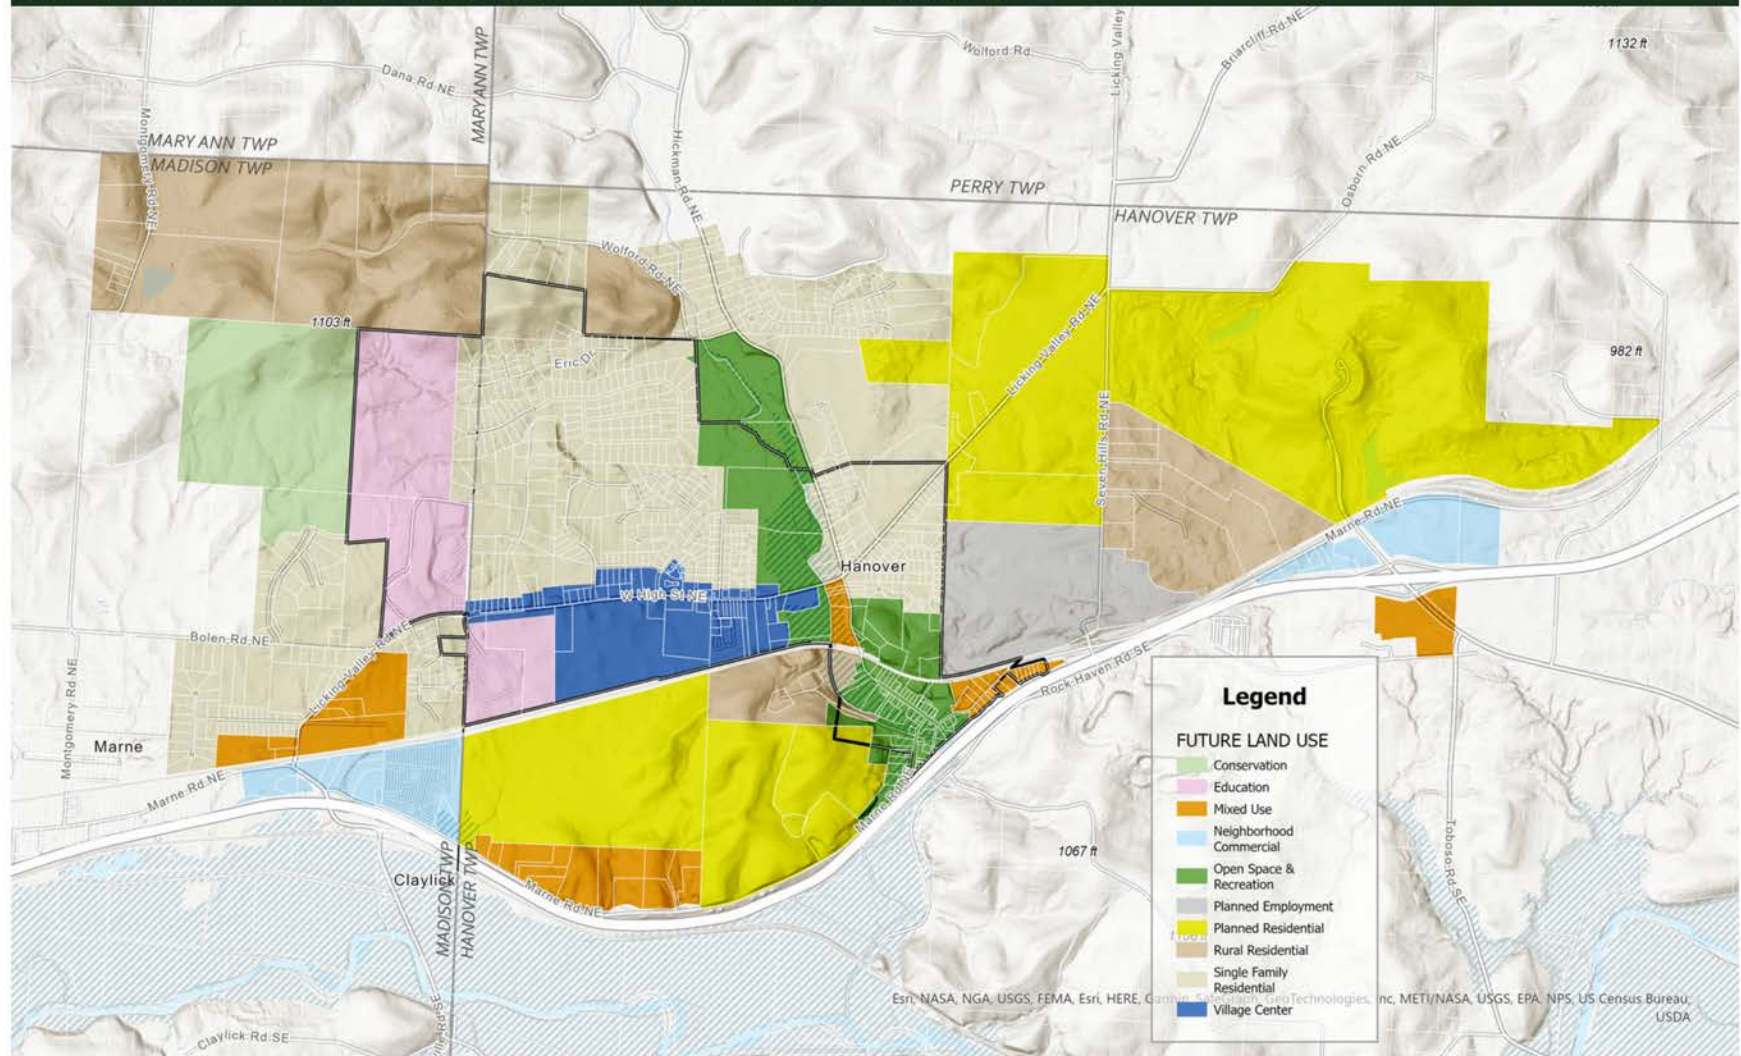 1132 ft
Wolford Rd
Licking Valley
Briarcliff Rd NE
Dana Rd NE
MARY ANN TWP
MARY ANN TWP
MADISON TWP
Montgomery Rd NE
Hickman Rd NE
Osborn Rd NE
PERRY TWP
HANOVER TWP
Wolford Rd NE
1103 ft
Eric Dr
Licking Valley Rd NE
982 ft
Seven Hills Rd NE
Marne Rd NE
Hanover
W High St NE
Bolen Rd NE
Licking Valley Rd NE
Montgomery Rd NE
Marne
Marne Rd NE
Rock Haven Rd SE
Marne Rd NE
Claylick
MADISON TWP
HANOVER TWP
Marne Rd NE
1067 ft
Toboso Rd SE
Claylick Rd SE
Legend
FUTURE LAND USE
Conservation
Education
Mixed Use
Neighborhood
Commercial
Open Space &
Recreation
Planned Employment
Planned Residential
Rural Residential
Single Family
Residential
Village Center
Esri, NASA, NGA, USGS, FEMA, Esri, HERE, Garmin, SafeGraph, GeoTechnologies, Inc, METI/NASA, USGS, EPA, NPS, US Census Bureau,
USDA